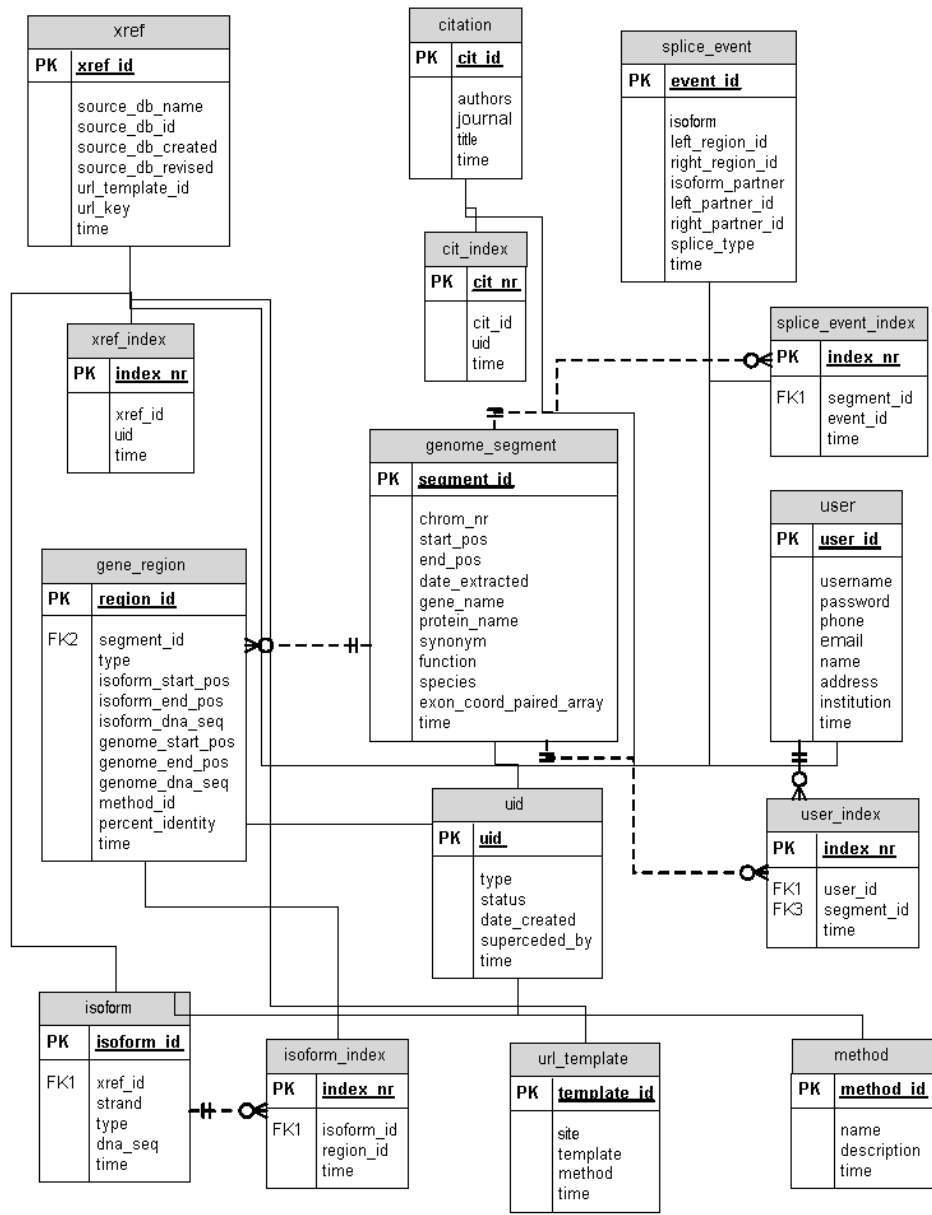 xref
PK xref_id
source_db_name
source_db_id
source_db_created
source_db_revised
url_template_id
url_key
time
citation
PK cit_id
authors
journal
title
time
splice_event
PK event_id
isoform
left_region_id
right_region_id
isoform_partner
left_partner_id
right_partner_id
splice_type
time
cit_index
PK cit_nr
cit_id
uid
time
xref_index
PK index_nr
xref_id
uid
time
splice_event_index
PK index_nr
FK1 segment_id
event_id
time
genome_segment
PK segment_id
chrom_nr
start_pos
end_pos
date_extracted
gene_name
protein_name
synonym
function
species
exon_coord_paired_array
time
user
PK user_id
username
password
phone
email
name
address
institution
time
gene_region
PK region_id
FK2 segment_id
type
isoform_start_pos
isoform_end_pos
isoform_dna_seq
genome_start_pos
genome_end_pos
genome_dna_seq
method_id
percent_identity
time
uid
PK uid
type
status
date_created
superceded_by
time
user_index
PK index_nr
FK1 user_id
FK3 segment_id
time
isoform
PK isoform_id
FK1 xref_id
strand
type
dna_seq
time
isoform_index
PK index_nr
FK1 isoform_id
region_id
time
url_template
PK template_id
site
template
method
time
method
PK method_id
name
description
time